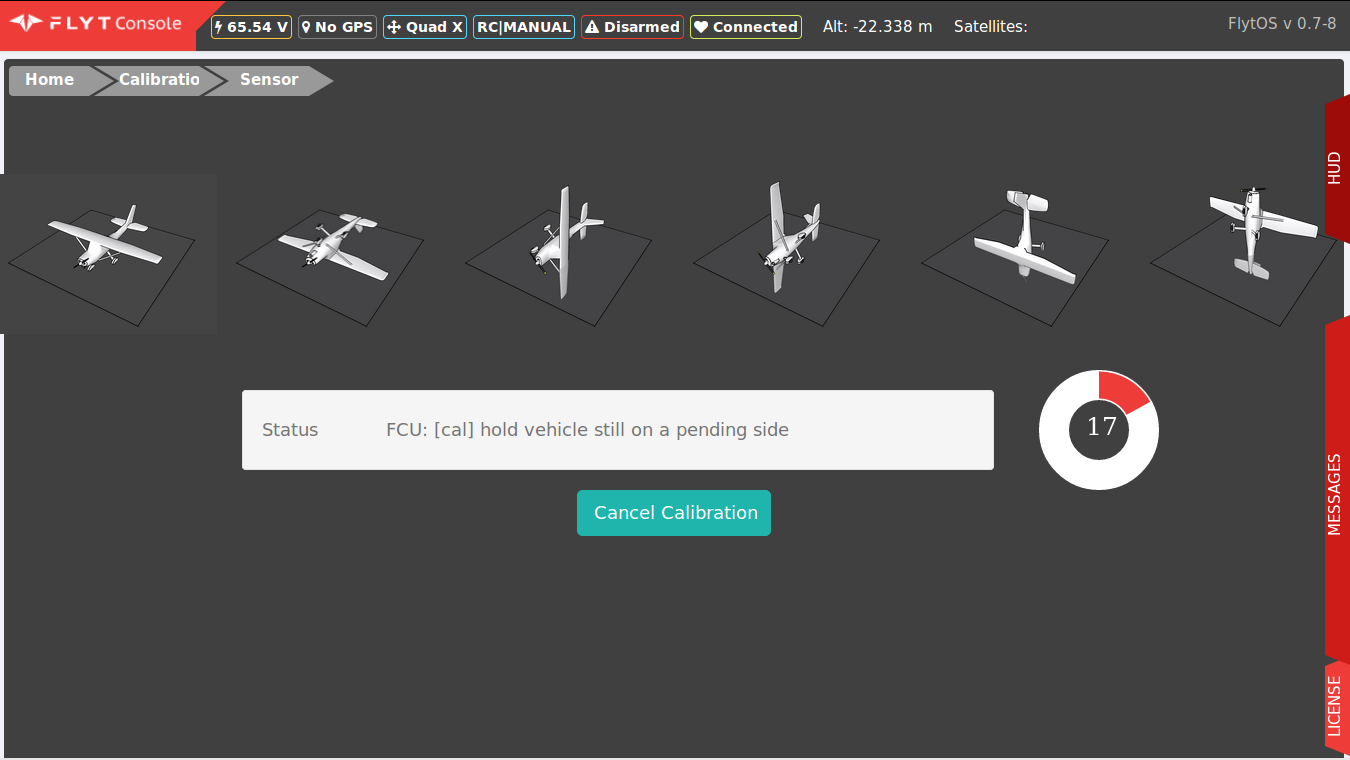 FLYT Console
65.54 V
No GPS
Quad X
RC|MANUAL
Disarmed
Connected
Alt: -22.338 m
Satellites:
FlytOS v 0.7-8
Home
Calibratio
Sensor
HUD
Status
FCU: [cal] hold vehicle still on a pending side
17
MESSAGES
Cancel Calibration
LICENSE